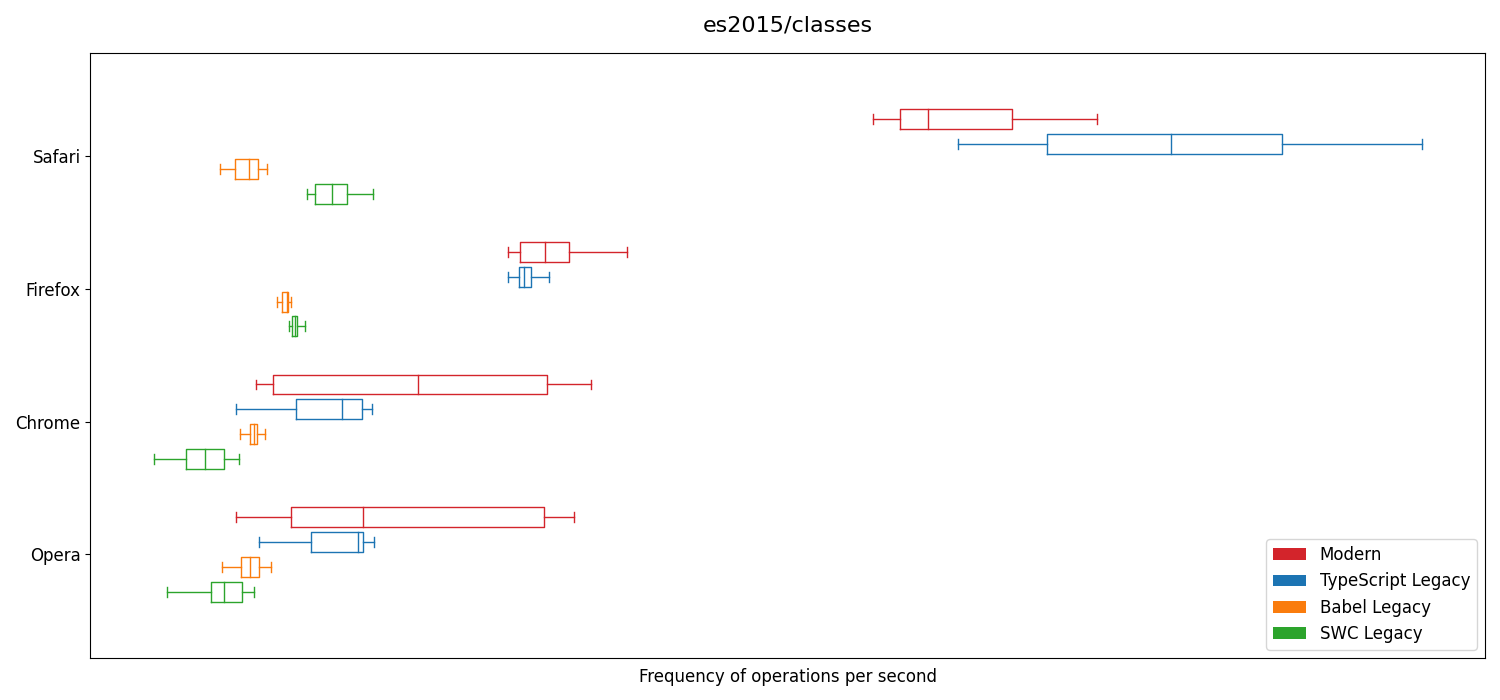 es2015/classes
Safari
Firefox
Chrome
Opera
Modern
TypeScript Legacy
Babel Legacy
SWC Legacy
Frequency of operations per second